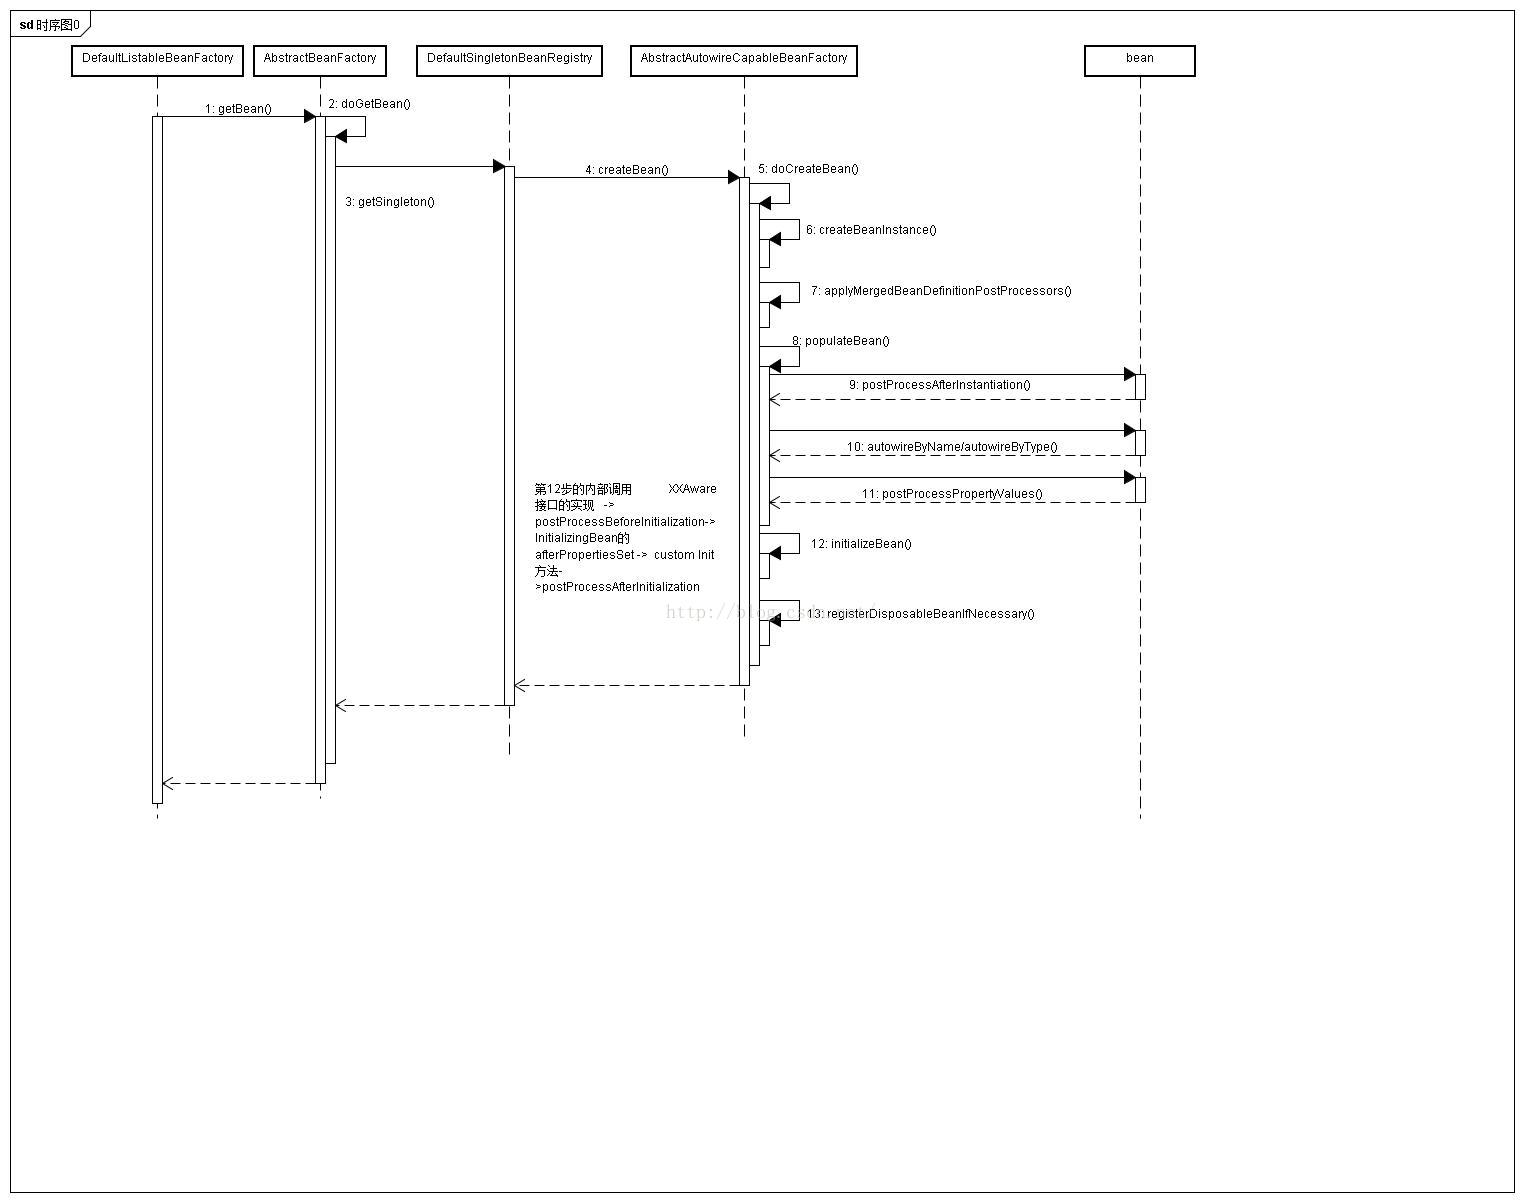 sd 时序图0
DefaultListableBeanFactory
AbstractBeanFactory
DefaultSingletonBeanRegistry
AbstractAutowireCapableBeanFactory
bean
1: getBean()
2: doGetBean()
3: getSingleton()
4: createBean()
5: doCreateBean()
6: createBeanInstance()
7: applyMergedBeanDefinitionPostProcessors()
8: populateBean()
9: postProcessAfterInstantiation()
10: autowireByName/autowireByType()
11: postProcessPropertyValues()
第12步的内部调用 XXAware
接口的实现 ->
postProcessBeforeInitialization->
InitializingBean的
afterPropertiesSet-> custom Init
方法-
>postProcessAfterInitialization
12: initializeBean()
13: registerDisposableBeanIfNecessary()